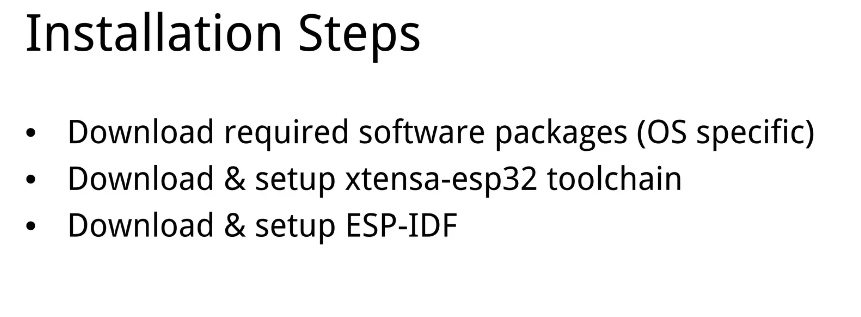 Installation Steps
• Download required software packages (OS specific)
• Download & setup xtensa-esp32 toolchain
• Download & setup ESP-IDF